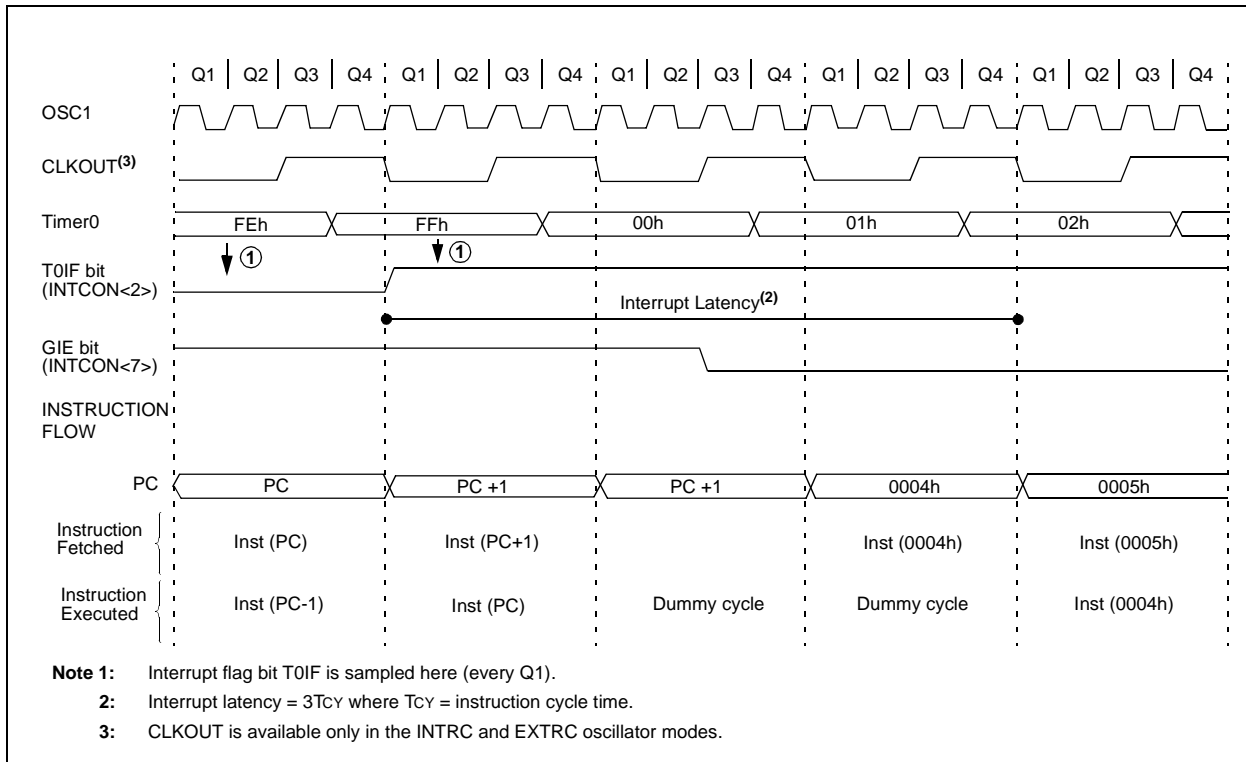 Q1 Q2 Q3 Q4 Q1 Q2 Q3 Q4 Q1 Q2 Q3 Q4 Q1 Q2 Q3 Q4 Q1 Q2 Q3 Q4
OSC1
CLKOUT(3)
Timer0 FEh FFh 00h 01h 02h
1 1
T0IF bit
(INTCON<2>)
Interrupt Latency(2)
GIE bit
(INTCON<7>)
INSTRUCTION
FLOW
PC PC PC +1 PC +1 0004h 0005h
Instruction
Fetched
Inst (PC) Inst (PC+1) Inst (0004h) Inst (0005h)
Instruction
Executed
Inst (PC-1) Inst (PC) Dummy cycle Dummy cycle Inst (0004h)
Note 1: Interrupt flag bit T0IF is sampled here (every Q1).
2: Interrupt latency = 3TCY where TCY = instruction cycle time.
3: CLKOUT is available only in the INTRC and EXTRC oscillator modes.